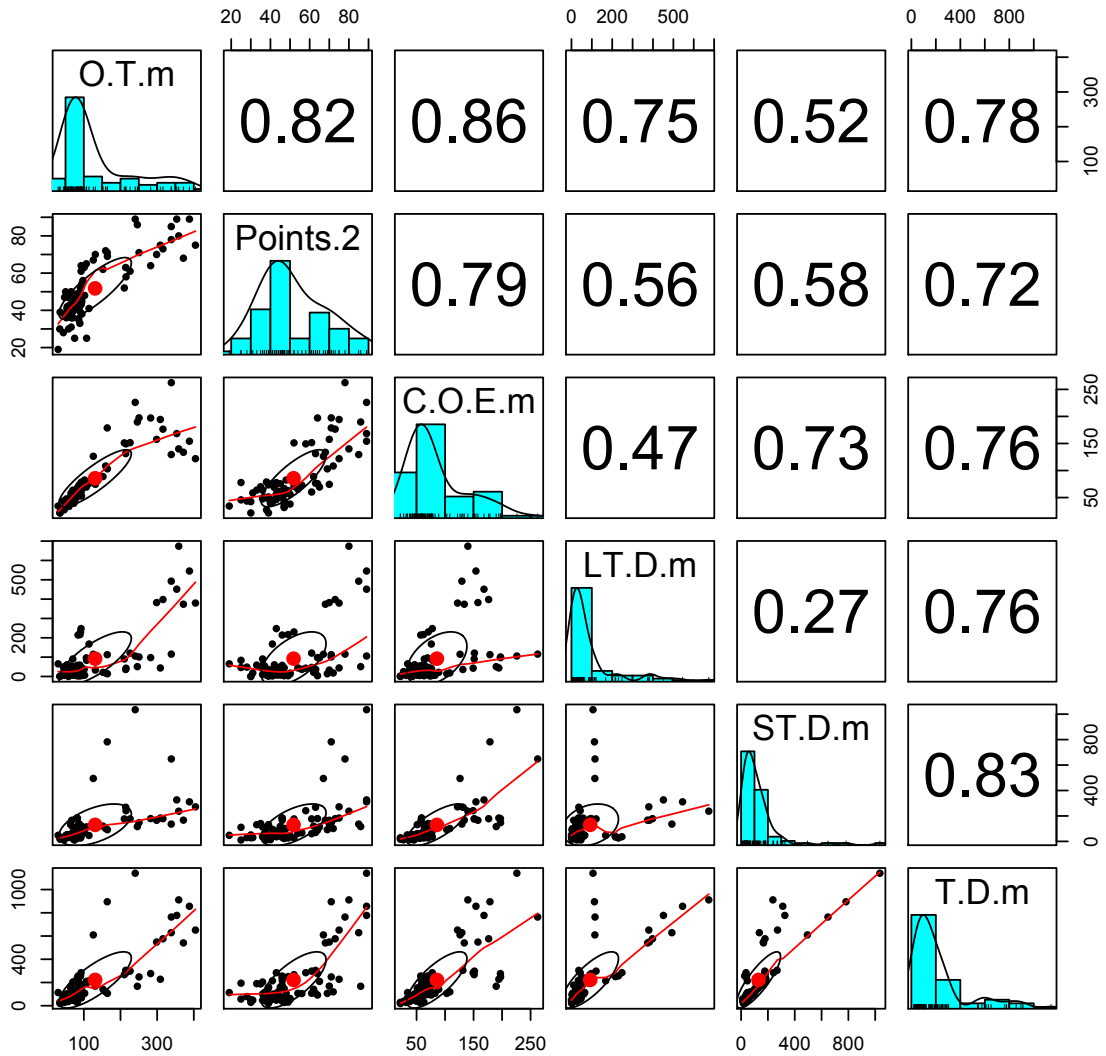 20 40 60 80 0 200 500 0 400 800
O.T.m 0.82 0.86 0.75 0.52 0.78 100 300
20 40 60 80 Points.2 0.79 0.56 0.58 0.72
C.O.E.m 0.47 0.73 0.76 50 150 250
0 200 500 LT.D.m 0.27 0.76
ST.D.m 0.83 0 400 800
0 400 1000 T.D.m
100 300 50 150 250 0 400 800